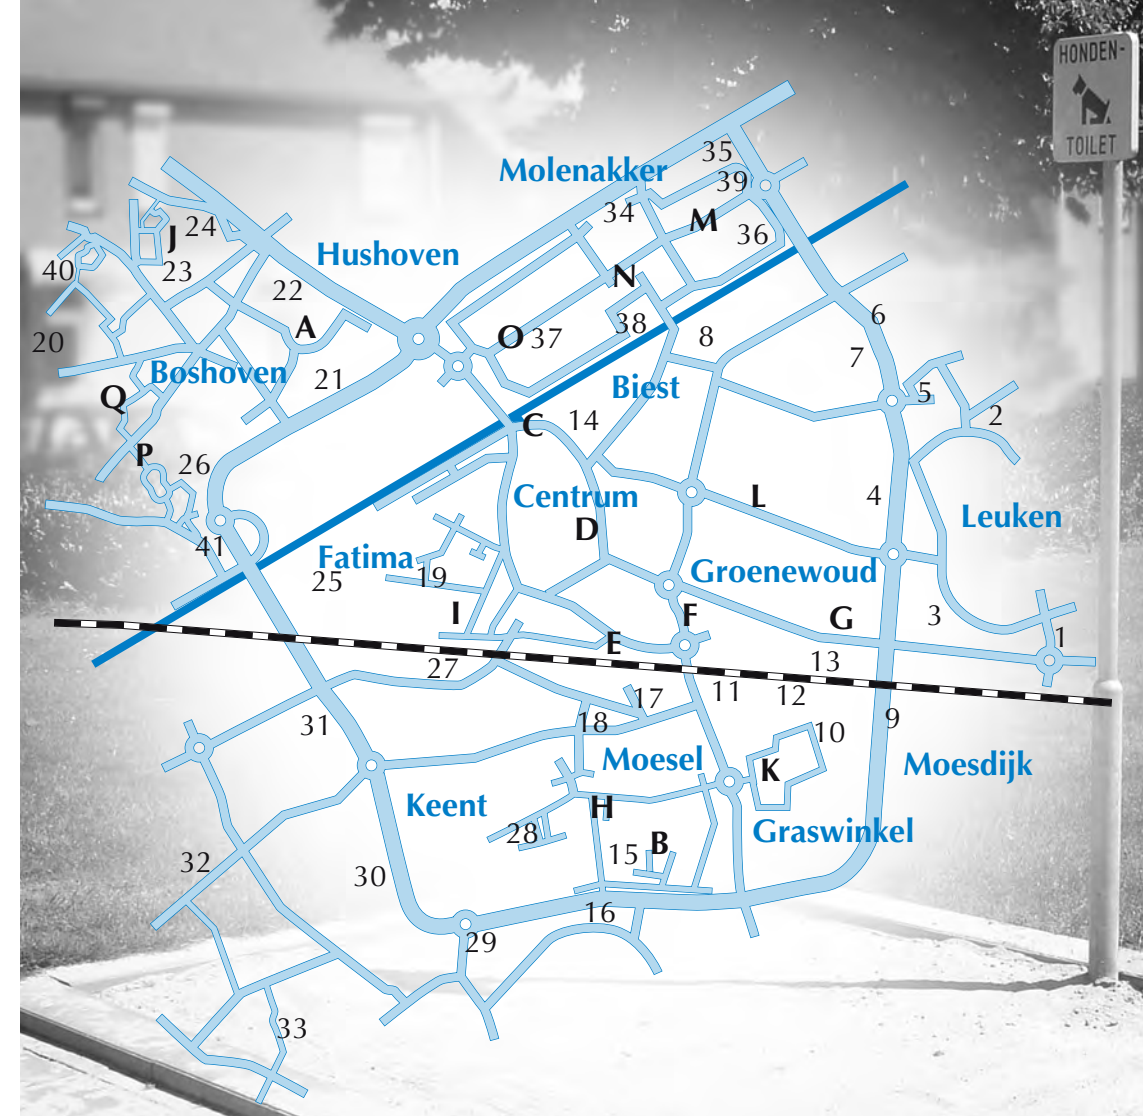 HONDEN-
TOILET
35
Molenakker
39
34
M
36
24
J
Hushoven
40
23
22
N
A
38
6
20
O 37
8
7
Boshoven
21
Biest
5
Q
C
14
2
P
26
Centrum
L
4
Leuken
D
41
Fatima
25
19
Groenewoud
I
F
G
3
E
1
27
13
11
12
17
31
18
9
10
Moesel
K
Moesdijk
Keent
H
28
Graswinkel
15
B
32
30
16
29
33